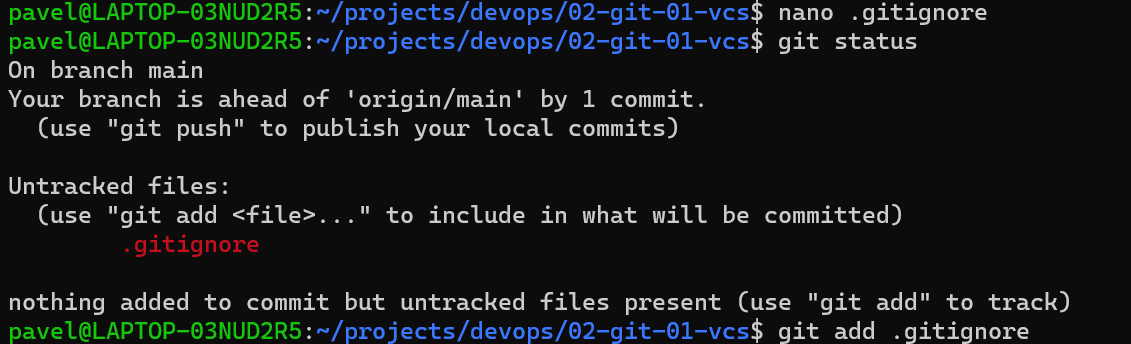 pavel@LAPTOP-03NUD2R5:~/projects/devops/02-git-01-vcs$ nano .gitignore
pavel@LAPTOP-03NUD2R5:~/projects/devops/02-git-01-vcs$ git status
On branch main
Your branch is ahead of 'origin/main' by 1 commit.
  (use "git push" to publish your local commits)

Untracked files:
  (use "git add <file>..." to include in what will be committed)
        .gitignore

nothing added to commit but untracked files present (use "git add" to track)
pavel@LAPTOP-03NUD2R5:~/projects/devops/02-git-01-vcs$ git add .gitignore